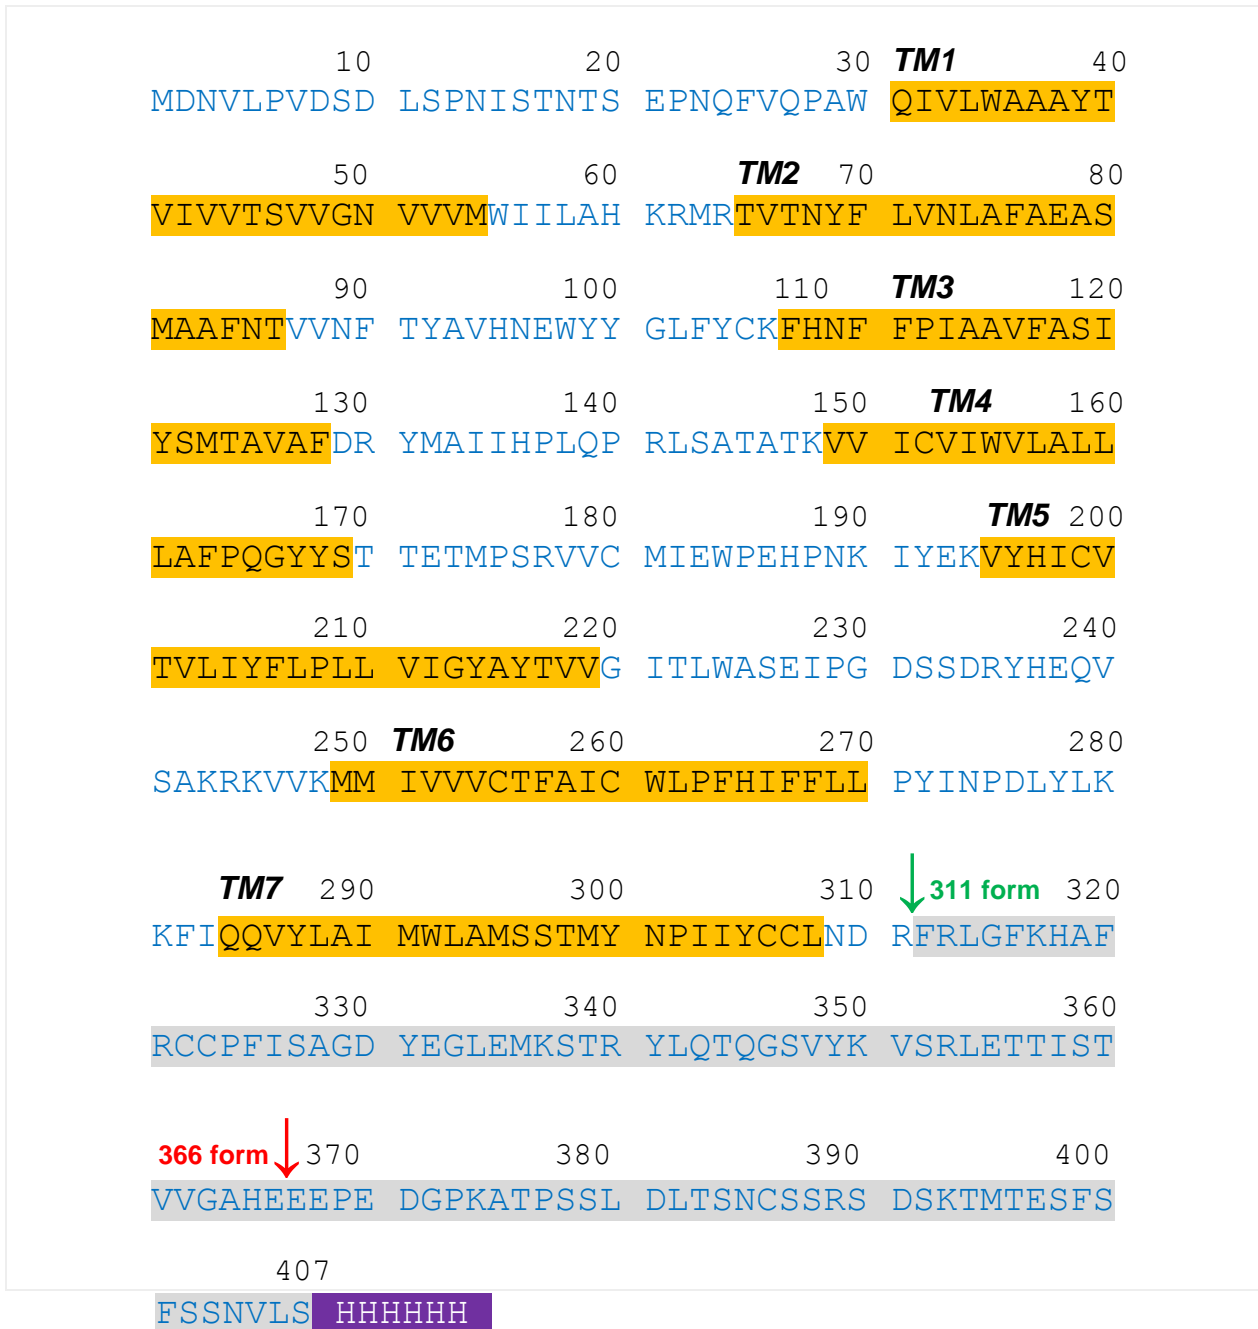 10 20 30 TM1 40
MDNVLPVDSD LSPNISTNTS EPNQFVQPAW QIVLWAAAYT
50 60 TM2 70 80
VIVVTSVVGN VVVMWIILAH KRMRTVTNYF LVNLAFAEAS
90 100 110 TM3 120
MAAFNTVVNF TYAVHNEWYY GLFYCKFHNF FPIAAVFASI
130 140 150 TM4 160
YSMTAVAFDR YMAIIHPLQP RLSATATKVV ICVIWVLALL
170 180 190 TM5 200
LAFPQGYYST TETMPSRVVC MIEWPEHPNK IYEKVYHICV
210 220 230 240
TVLIYFLPLL VIGYAYTVVG ITLWASEIPG DSSDRYHEQV
250 TM6 260 270 280
SAKRKVVKMM IVVVCTFAIC WLPFHIFFLL PYINPDLYLK
TM7 290 300 310 ↓ 311 form 320
KFIQQVYLAI MWLAMSSTMY NPIIYCCLND RFRLGFKHAF
330 340 350 360
RCCPFISAGD YEGLEMKSTR YLQTQGSVYK VSRLETTIST
366 form ↓ 370 380 390 400
VVGAHEEEPE DGPKATPSSL DLTSNCSSRS DSKTMTESFS
407
FSSNVLS HHHHHH